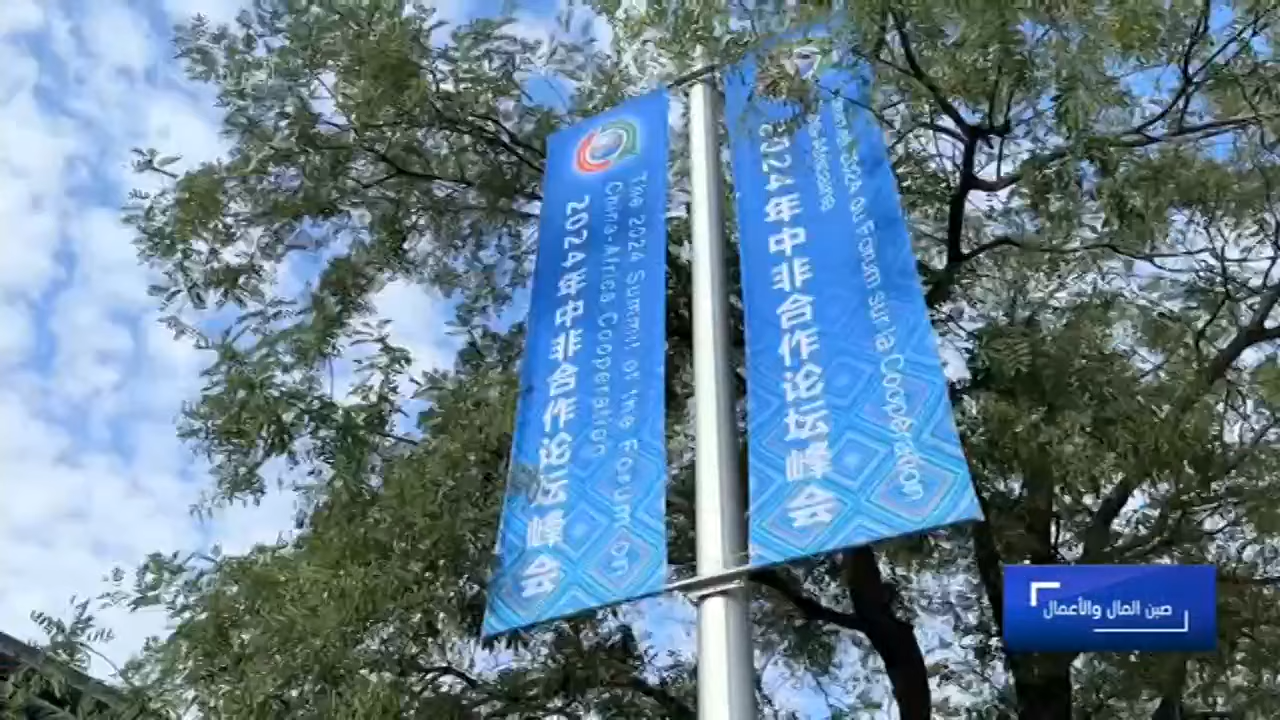 The 2024 Summit of the Forum on
China-Africa Cooperation
2024年中非合作论坛峰会
2024 du Forum sur la Coopération
2024年中非合作论坛峰会
صين المال والأعمال